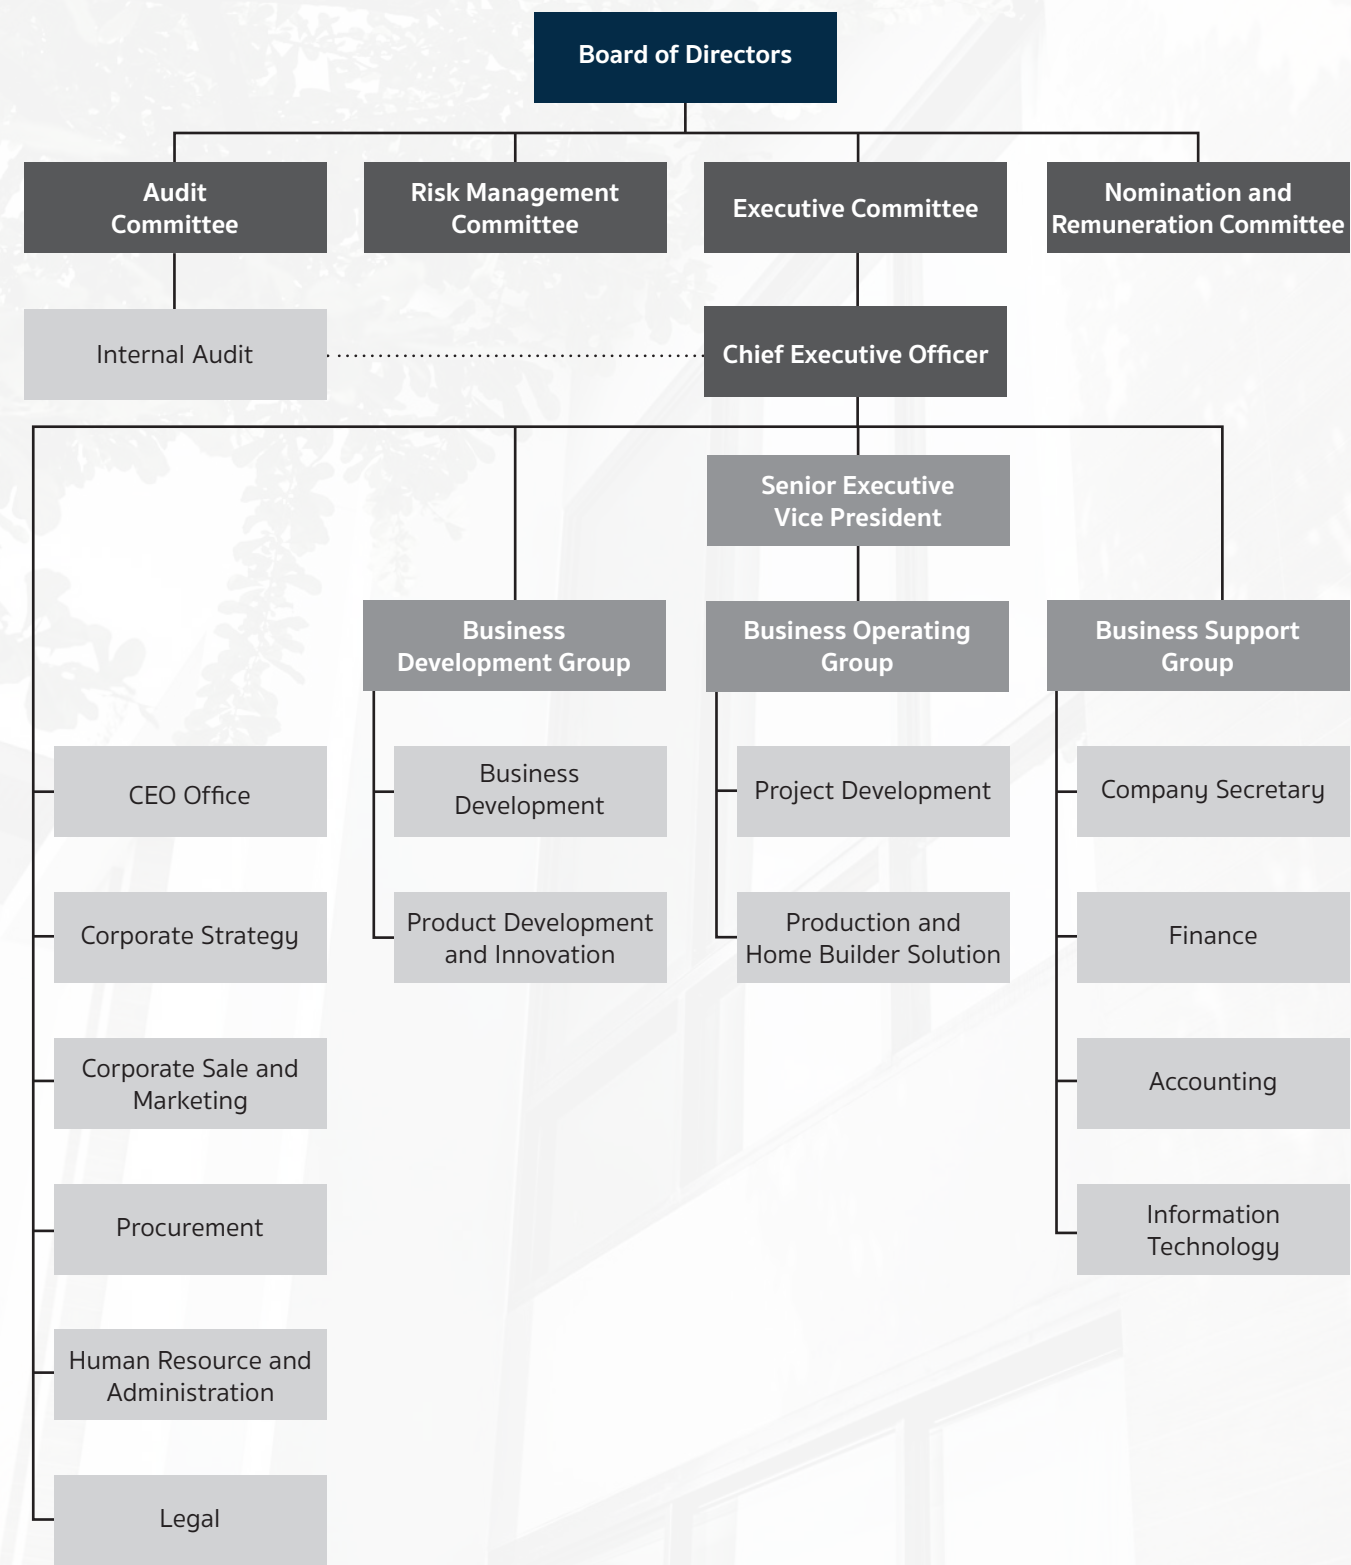 Board of Directors
Audit
Committee
Risk Management
Committee
Executive Committee
Nomination and
Remuneration Committee
Internal Audit
Chief Executive Officer
Senior Executive
Vice President
Business
Development Group
Business Operating
Group
Business Support
Group
CEO Office
Corporate Strategy
Corporate Sale and
Marketing
Procurement
Human Resource and
Administration
Legal
Business
Development
Product Development
and Innovation
Project Development
Production and
Home Builder Solution
Company Secretary
Finance
Accounting
Information
Technology